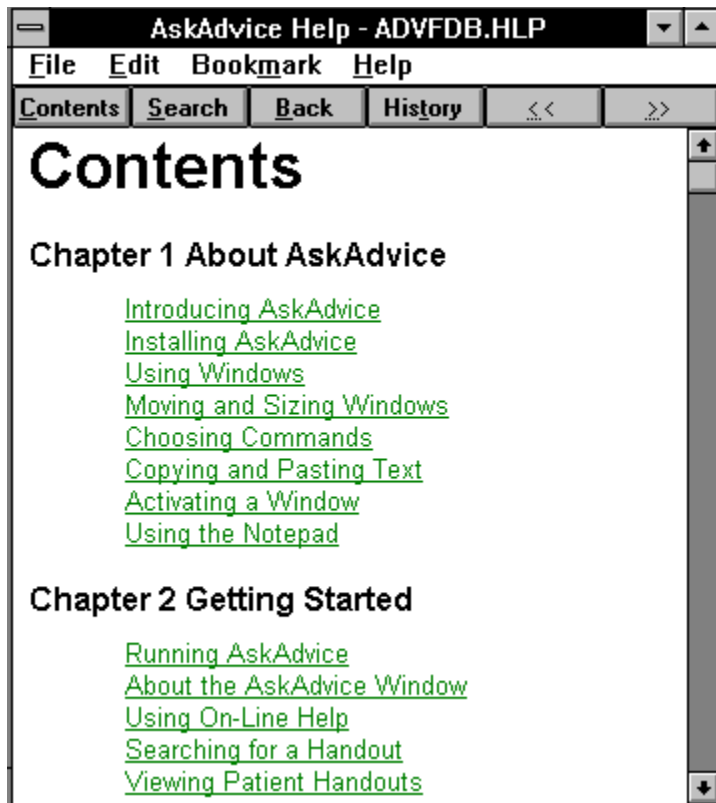 AskAdvice Help - ADVFDB.HLP
File Edit Bookmark Help
Contents Search Back History << >>
Contents
Chapter 1 About AskAdvice
Introducing AskAdvice
Installing AskAdvice
Using Windows
Moving and Sizing Windows
Choosing Commands
Copying and Pasting Text
Activating a Window
Using the Notepad
Chapter 2 Getting Started
Running AskAdvice
About the AskAdvice Window
Using On-Line Help
Searching for a Handout
Viewing Patient Handouts